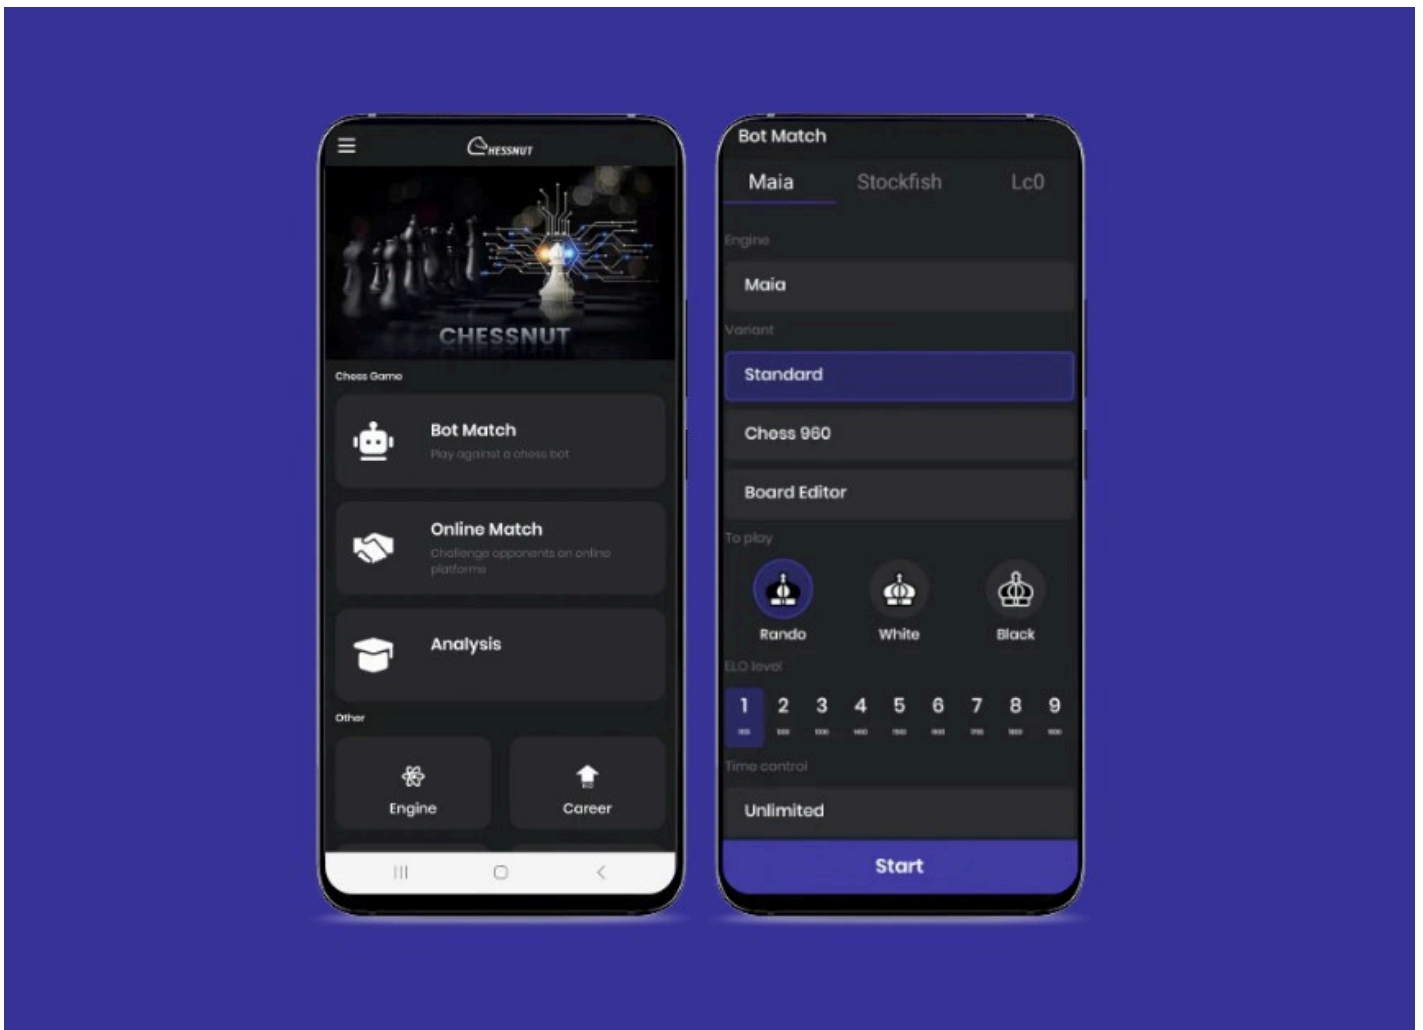 CHESSNUT
CHESSNUT
Chess Game
Bot Match
Play against a chess bot
Online Match
Challenge opponents on online
platforms
Analysis
Other
Engine
Career
Bot Match
Maia
Stockfish
Lc0
Engine
Maia
Variant
Standard
Chess 960
Board Editor
To play
Rando
White
Black
ELO level
1 2 3 4 5 6 7 8 9
Time control
Unlimited
Start